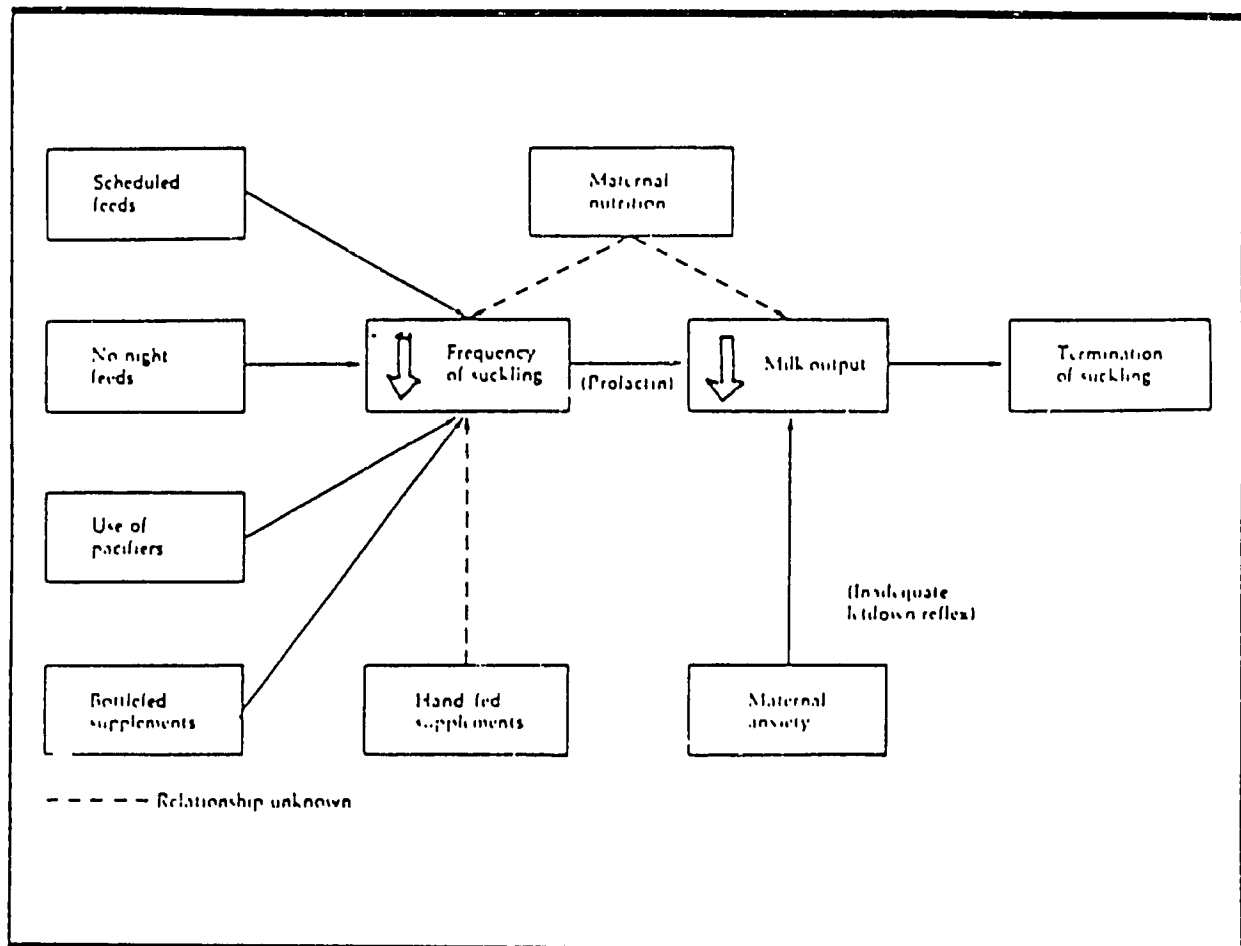 Scheduled
feeds
Maternal
nutrition
No night
feeds
Frequency
of suckling
(Prolactin)
Milk output
Termination
of suckling
Use of
pacifiers
(Inadequate
letdown reflex)
Bottlefed
supplements
Hand-fed
supplements
Maternal
anxiety
Relationship unknown